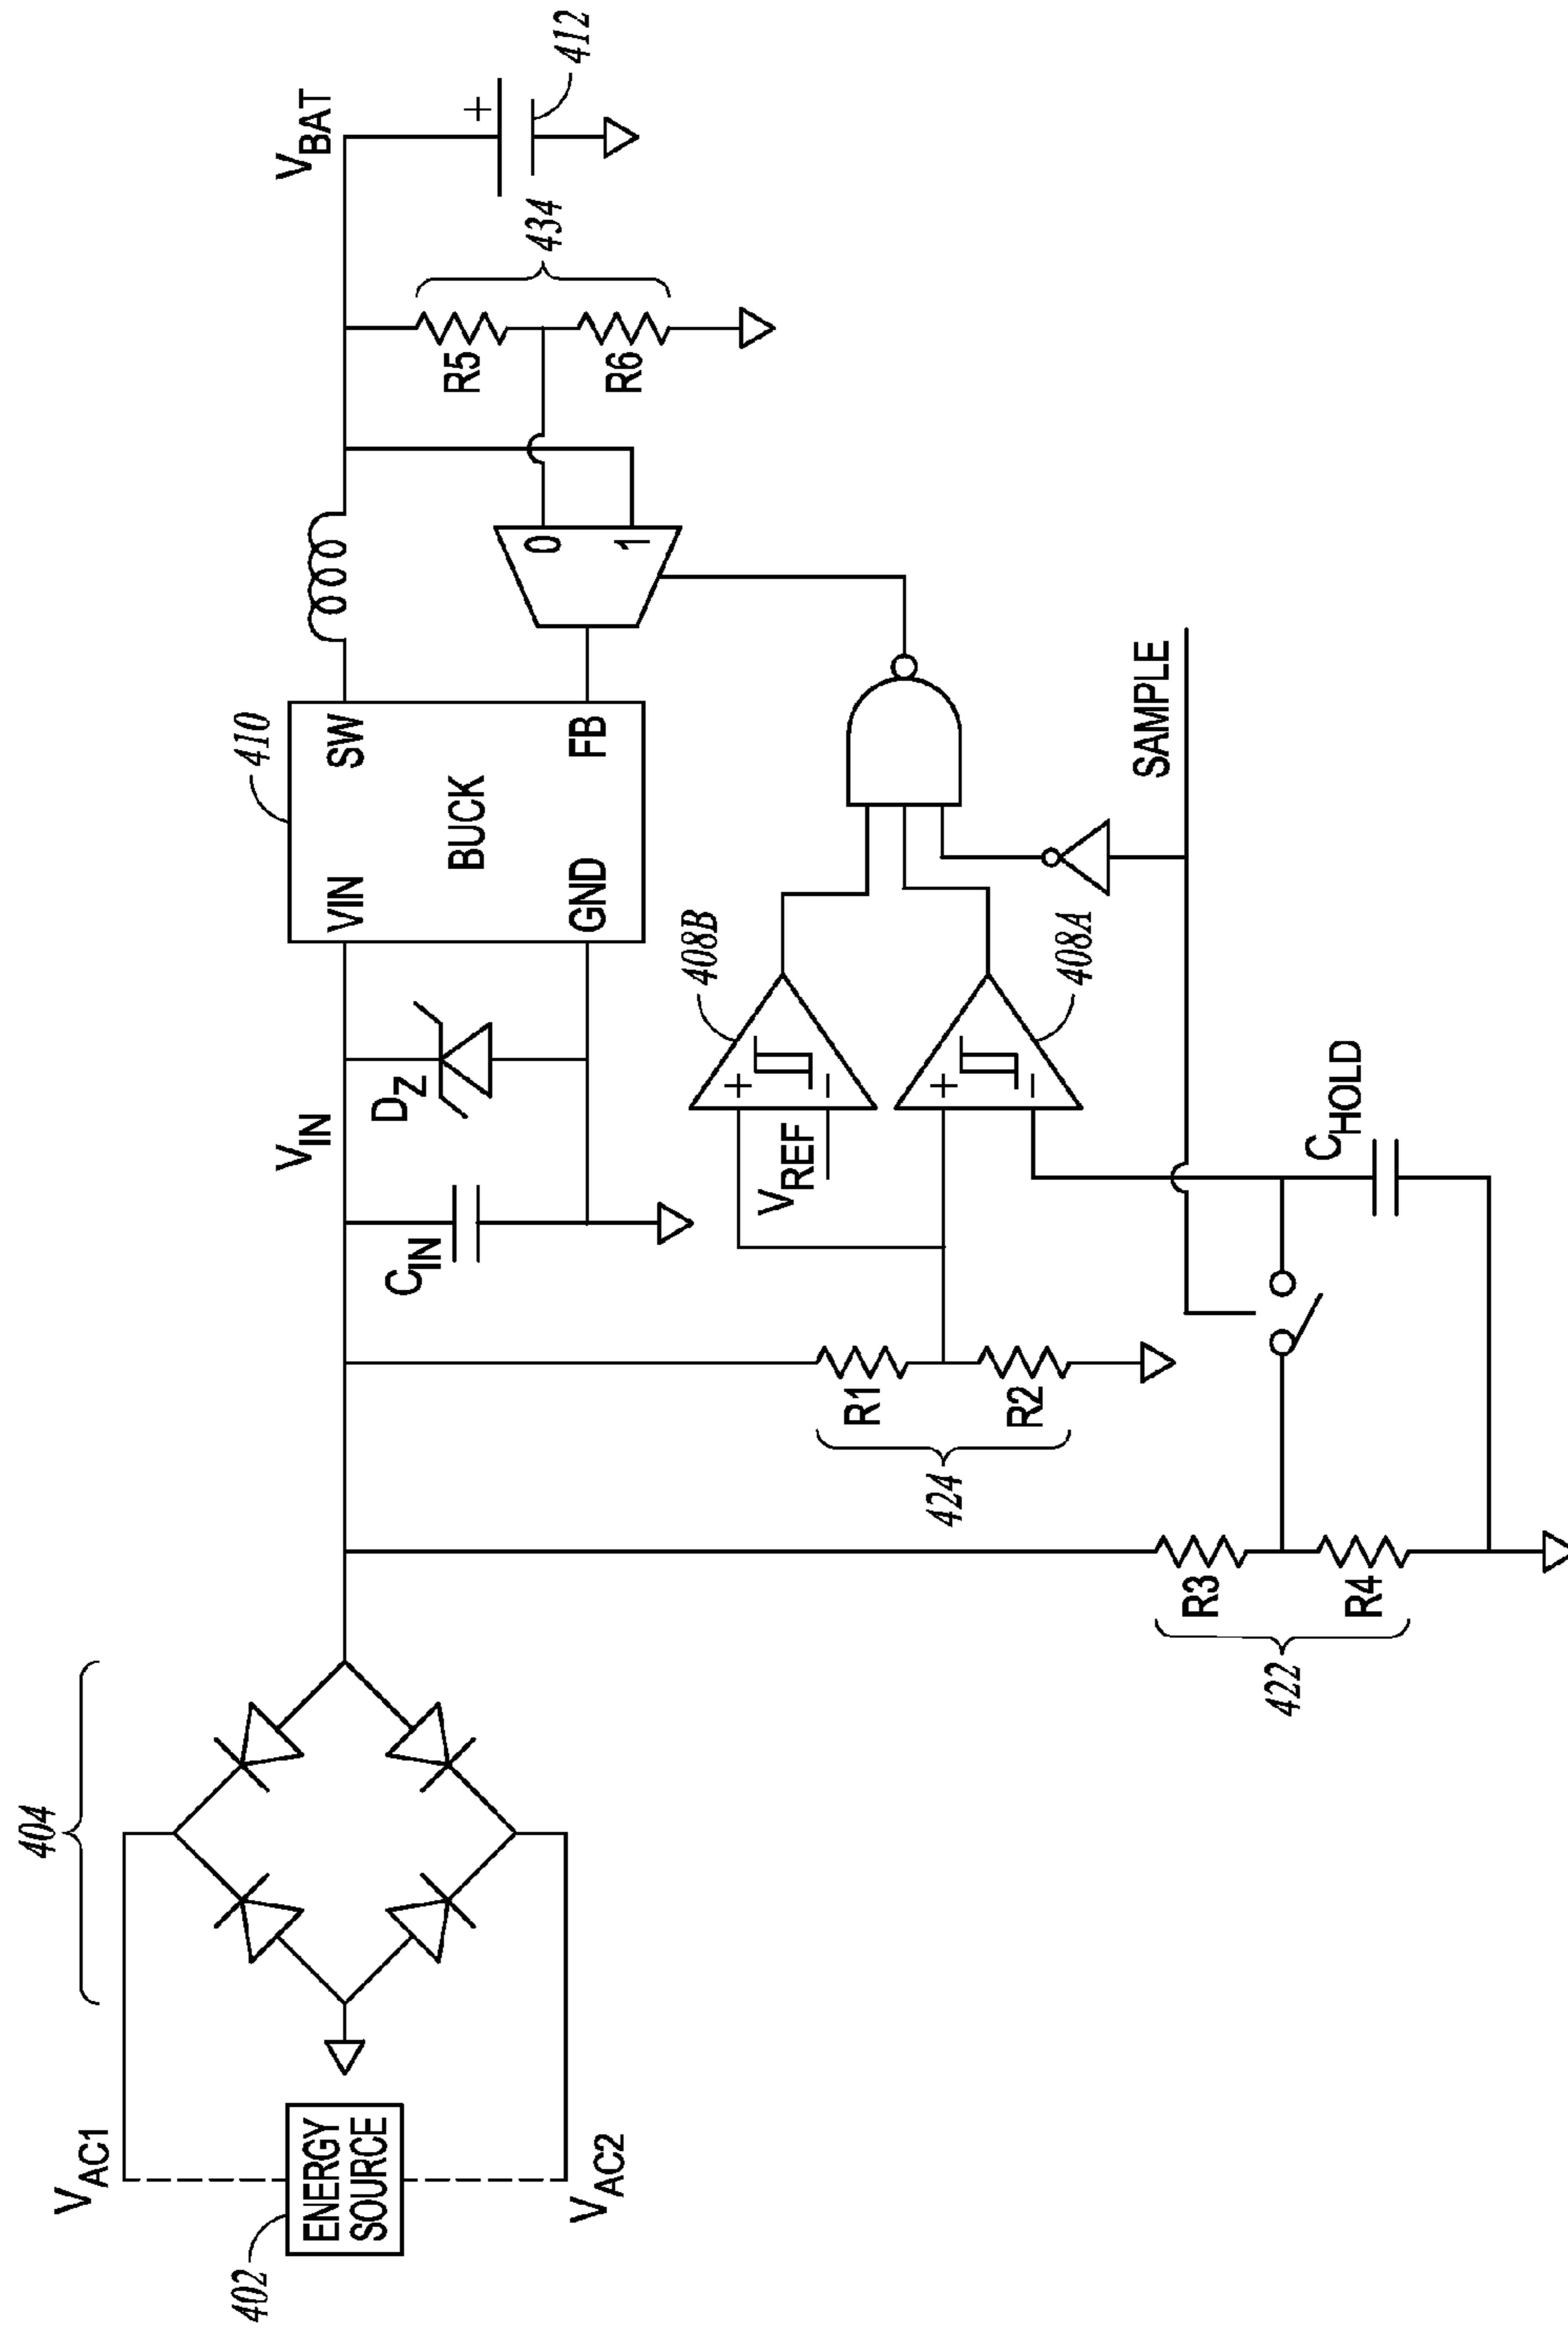 402
ENERGY
SOURCE
VAC1
VAC2
404
VIN
CIN
DZ
410
VIN
SW
BUCK
GND
FB
VBAT
+
412
R5
R6
434
0
1
R1
R2
424
VREF
+
−
408B
+
−
408A
SAMPLE
R3
R4
422
CHOLD